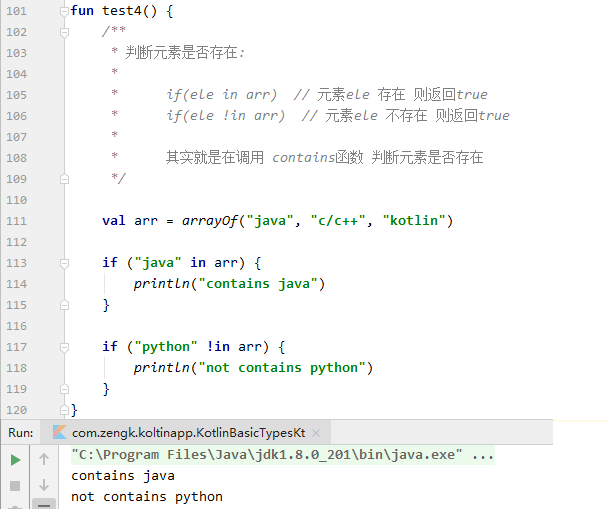 101 fun test4() {
102     /**
103      * 判断元素是否存在:
104      *
105      *      if(ele in arr)  // 元素ele 存在 则返回true
106      *      if(ele !in arr)  // 元素ele 不存在 则返回true
107      *
108      *      其实就是在调用 contains函数 判断元素是否存在
109      */
110
111     val arr = arrayOf("java", "c/c++", "kotlin")
112
113     if ("java" in arr) {
114         println("contains java")
115     }
116
117     if ("python" !in arr) {
118         println("not contains python")
119     }
120 }
Run: com.zengk.koltinapp.KotlinBasicTypesKt ×
"C:\Program Files\Java\jdk1.8.0_201\bin\java.exe" ...
contains java
not contains python